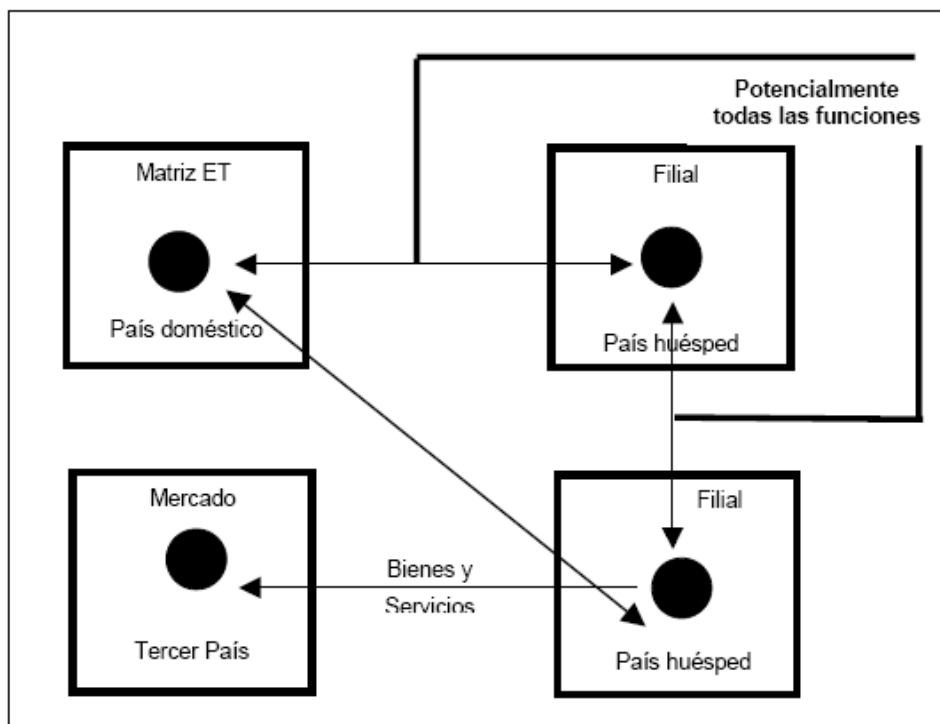 Potencialmente
todas las funciones
Matriz ET
País doméstico
Filial
País huésped
Mercado
Tercer País
Bienes y
Servicios
Filial
País huésped